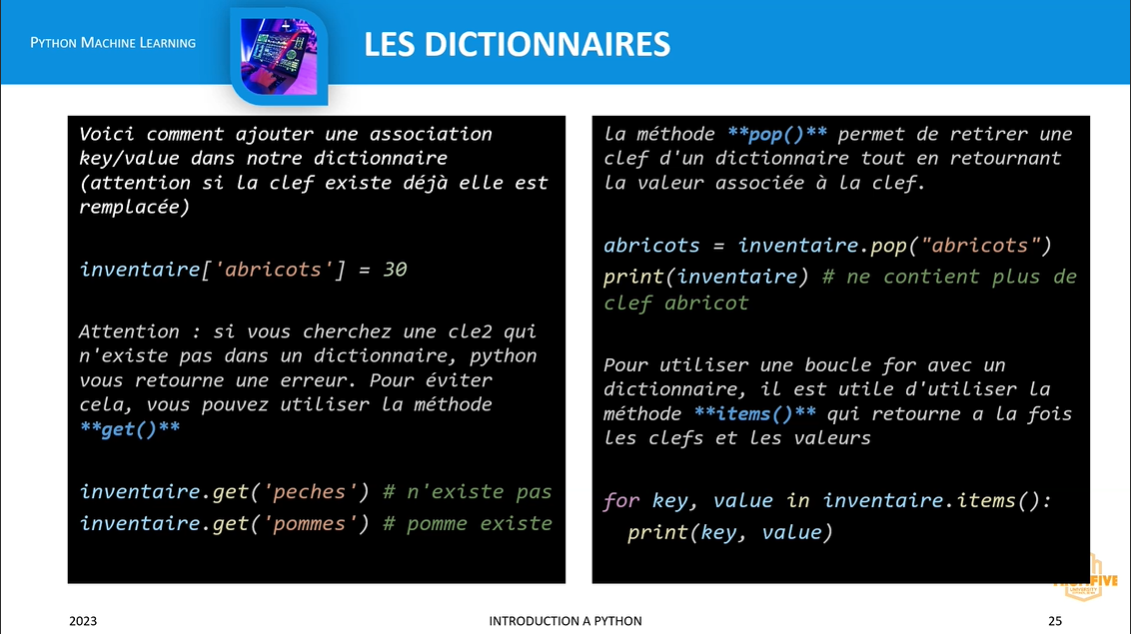 PYTHON MACHINE LEARNING
LES DICTIONNAIRES
Voici comment ajouter une association
key/value dans notre dictionnaire
(attention si la clef existe déjà elle est
remplacée)
inventaire['abricots'] = 30
Attention : si vous cherchez une cle2 qui
n'existe pas dans un dictionnaire, python
vous retourne une erreur. Pour éviter
cela, vous pouvez utiliser la méthode
**get()**
inventaire.get('peches') # n'existe pas
inventaire.get('pommes') # pomme existe
la méthode **pop()** permet de retirer une
clef d'un dictionnaire tout en retournant
la valeur associée à la clef.
abricots = inventaire.pop("abricots")
print(inventaire) # ne contient plus de
clef abricot
Pour utiliser une boucle for avec un
dictionnaire, il est utile d'utiliser la
méthode **items()** qui retourne a la fois
les clefs et les valeurs
for key, value in inventaire.items():
print(key, value)
FIVE
UNIVERSITY
2023
INTRODUCTION A PYTHON
25